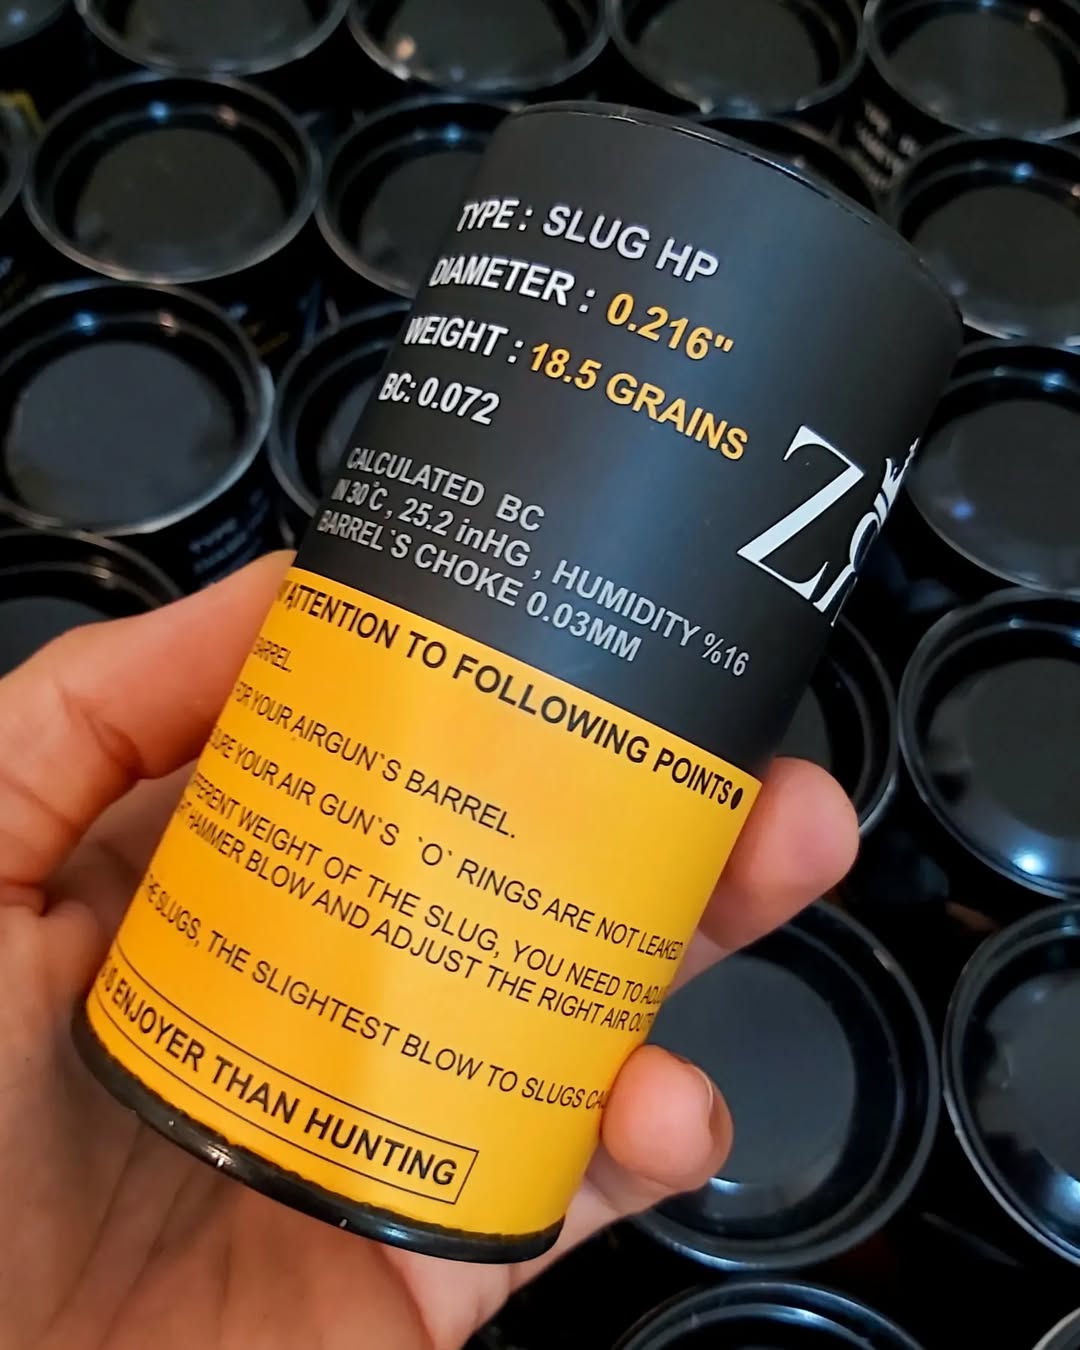 TYPE : SLUG HP
DIAMETER : 0.216"
WEIGHT : 18.5 GRAINS
BC: 0.072
CALCULATED BC
IN 30°C , 25.2 inHG , HUMIDITY %16
BARREL`S CHOKE 0.03MM
ATTENTION TO FOLLOWING POINTS
BARREL.
FOR YOUR AIRGUN`S BARREL.
YOUR AIR GUN`S `O` RINGS ARE NOT LEAKED
WEIGHT OF THE SLUG, YOU NEED TO
HAMMER BLOW AND ADJUST THE RIGHT AIR
SLUGS, THE SLIGHTEST BLOW TO SLUGS
ENJOYER THAN HUNTING